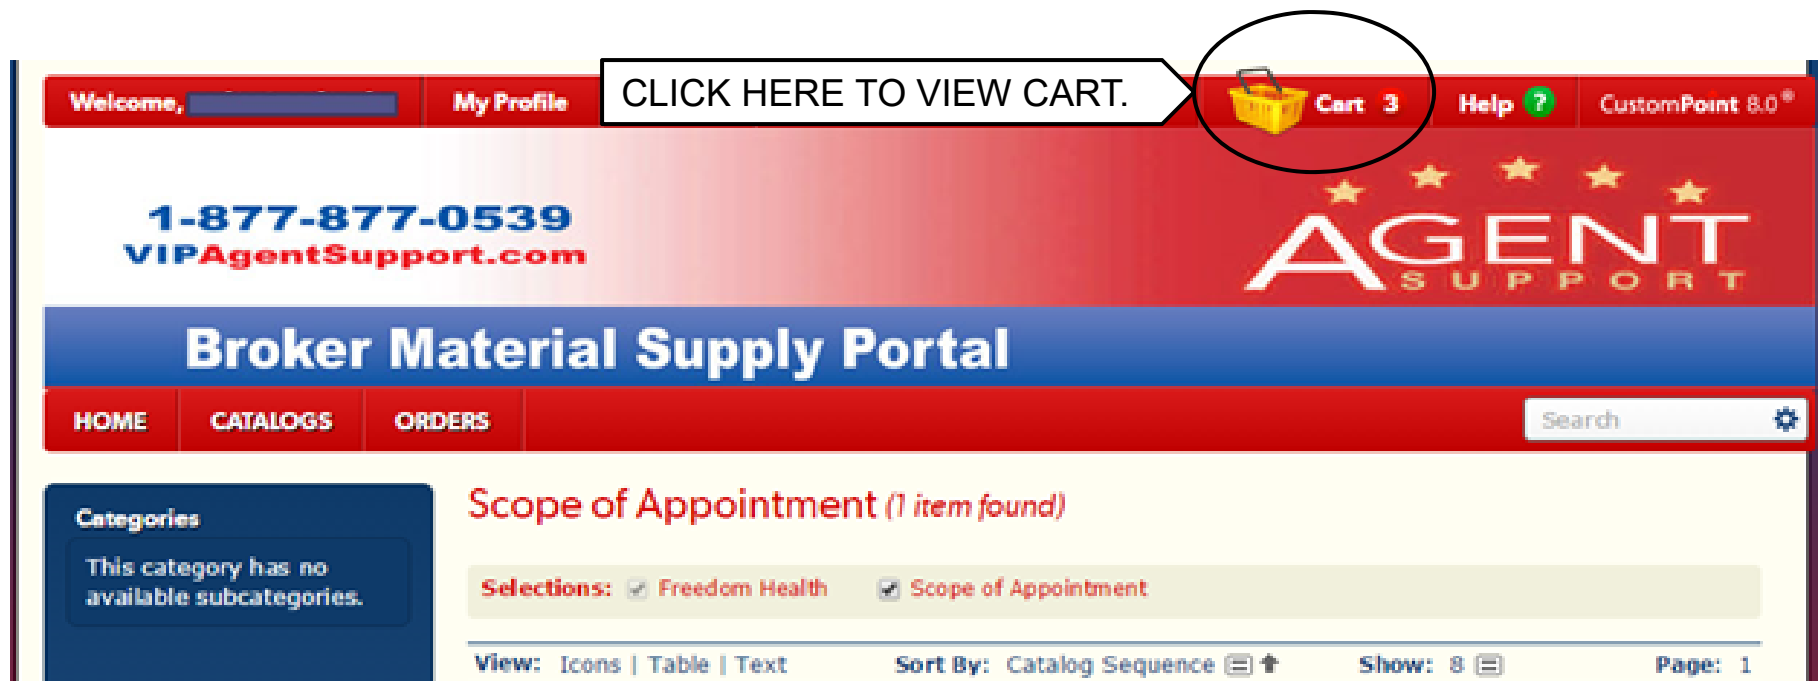 CLICK HERE TO VIEW CART.
Welcome,
My Profile
Cart 3
Help ?
CustomPoint 8.0®
1-877-877-0539
VIPAgentSupport.com
AGENT
SUPPORT
Broker Material Supply Portal
HOME CATALOGS ORDERS
Search
Categories
This category has no
available subcategories.
Scope of Appointment (1 item found)
Selections: Freedom Health Scope of Appointment
View: Icons | Table | Text Sort By: Catalog Sequence Show: 8 Page: 1